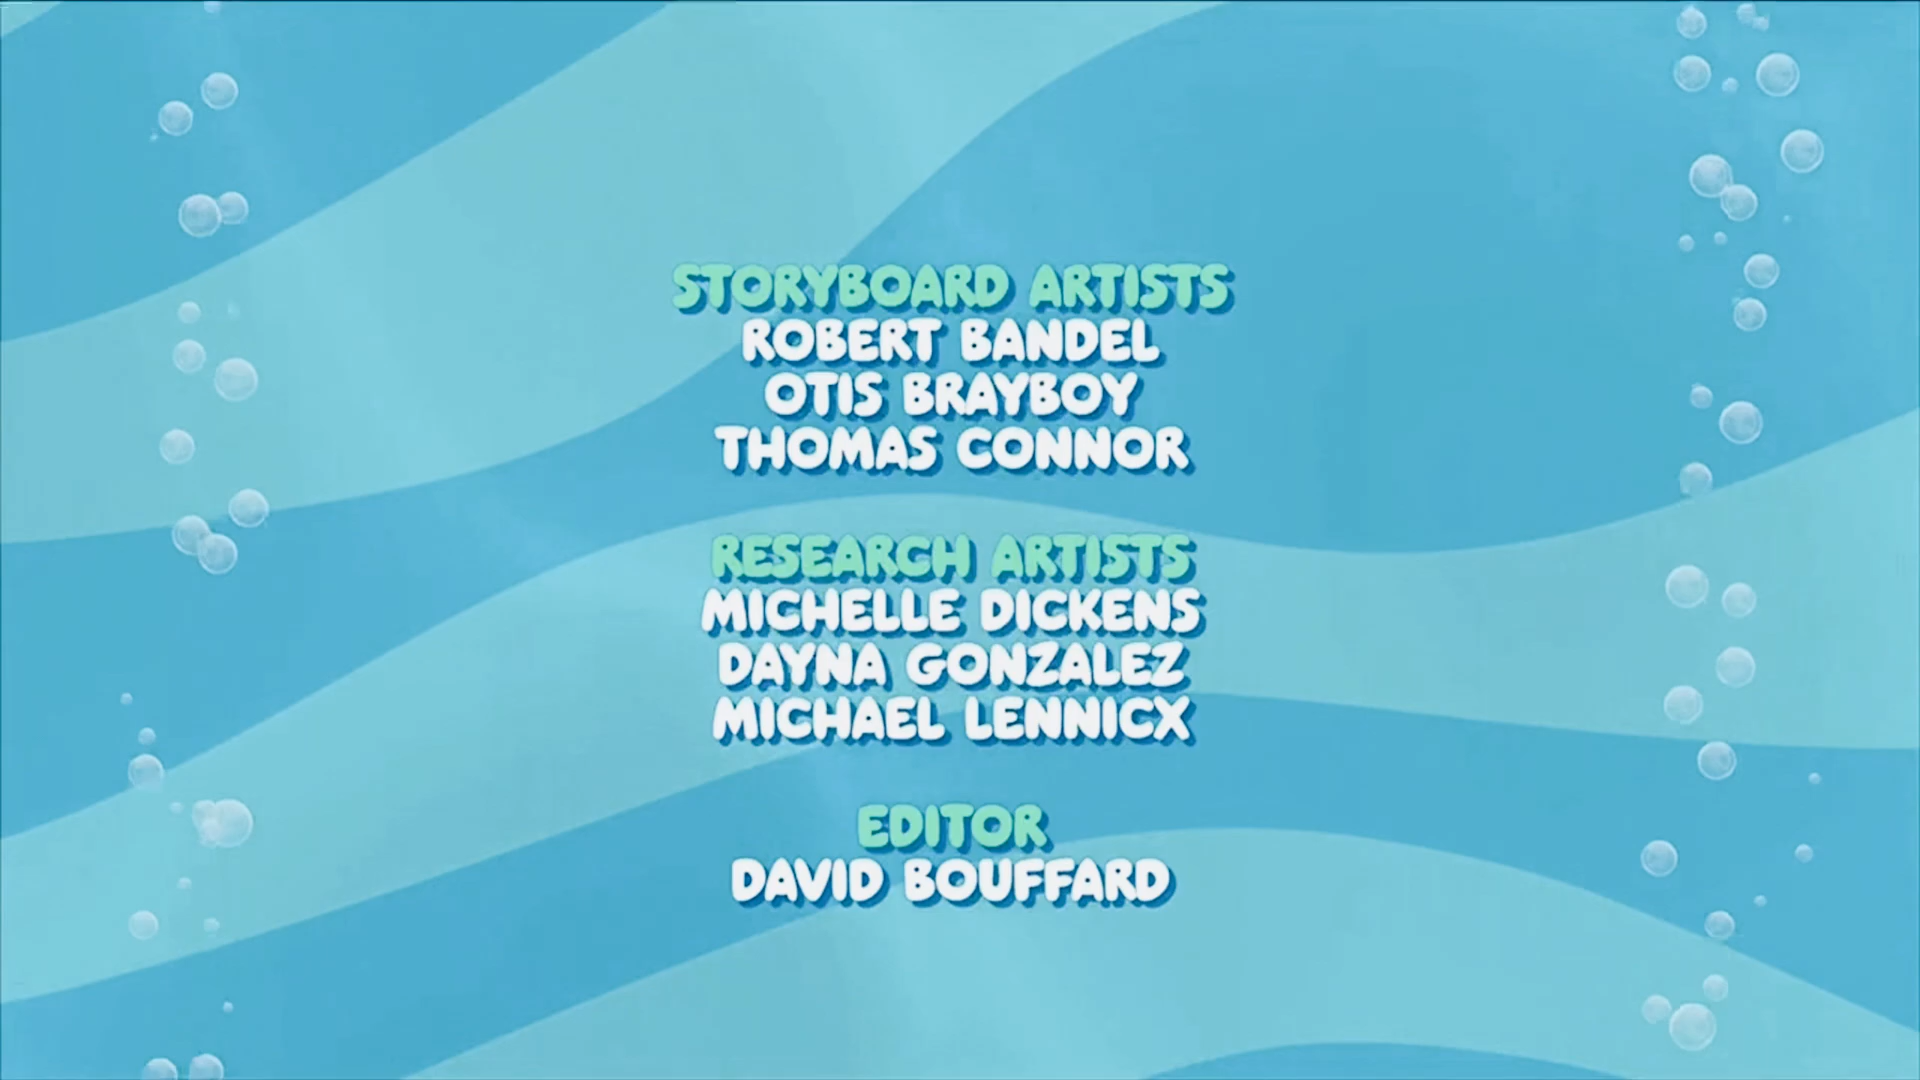 STORYBOARD ARTISTS
ROBERT BANDEL
OTIS BRAYBOY
THOMAS CONNOR
RESEARCH ARTISTS
MICHELLE DICKENS
DAYNA GONZALEZ
MICHAEL LENNICX
EDITOR
DAVID BOUFFARD